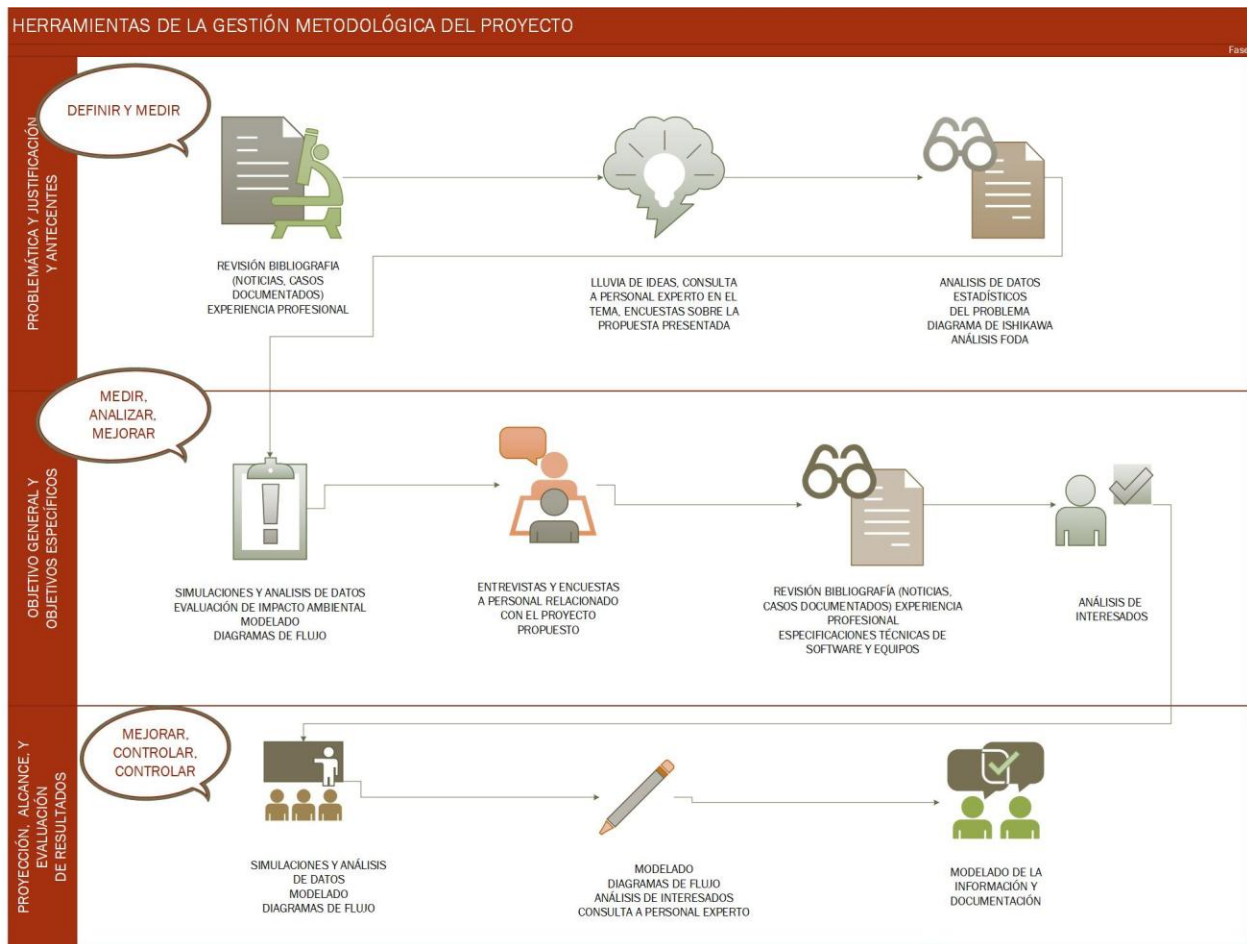 HERRAMIENTAS DE LA GESTIÓN METODOLÓGICA DEL PROYECTO
Fase
PROBLEMÁTICA Y JUSTIFICACIÓN
Y ANTECENTES
DEFINIR Y MEDIR
REVISIÓN BIBLIOGRAFIA
(NOTICIAS, CASOS
DOCUMENTADOS)
EXPERIENCIA PROFESIONAL
LLUVIA DE IDEAS, CONSULTA
A PERSONAL EXPERTO EN EL
TEMA, ENCUESTAS SOBRE LA
PROPUESTA PRESENTADA
ANALISIS DE DATOS
ESTADÍSTICOS
DEL PROBLEMA
DIAGRAMA DE ISHIKAWA
ANÁLISIS FODA
OBJETIVO GENERAL Y
OBJETIVOS ESPECÍFICOS
MEDIR,
ANALIZAR,
MEJORAR
SIMULACIONES Y ANALISIS DE DATOS
EVALUACIÓN DE IMPACTO AMBIENTAL
MODELADO
DIAGRAMAS DE FLUJO
ENTREVISTAS Y ENCUESTAS
A PERSONAL RELACIONADO
CON EL PROYECTO
PROPUESTO
REVISIÓN BIBLIOGRAFÍA (NOTICIAS,
CASOS DOCUMENTADOS) EXPERIENCIA
PROFESIONAL
ESPECIFICACIONES TÉCNICAS DE
SOFTWARE Y EQUIPOS
ANÁLISIS DE
INTERESADOS
PROYECCIÓN, ALCANCE, Y
EVALUACIÓN
DE RESULTADOS
MEJORAR,
CONTROLAR,
CONTROLAR
SIMULACIONES Y ANÁLISIS
DE DATOS
MODELADO
DIAGRAMAS DE FLUJO
MODELADO
DIAGRAMAS DE FLUJO
ANÁLISIS DE INTERESADOS
CONSULTA A PERSONAL EXPERTO
MODELADO DE LA
INFORMACIÓN Y
DOCUMENTACIÓN